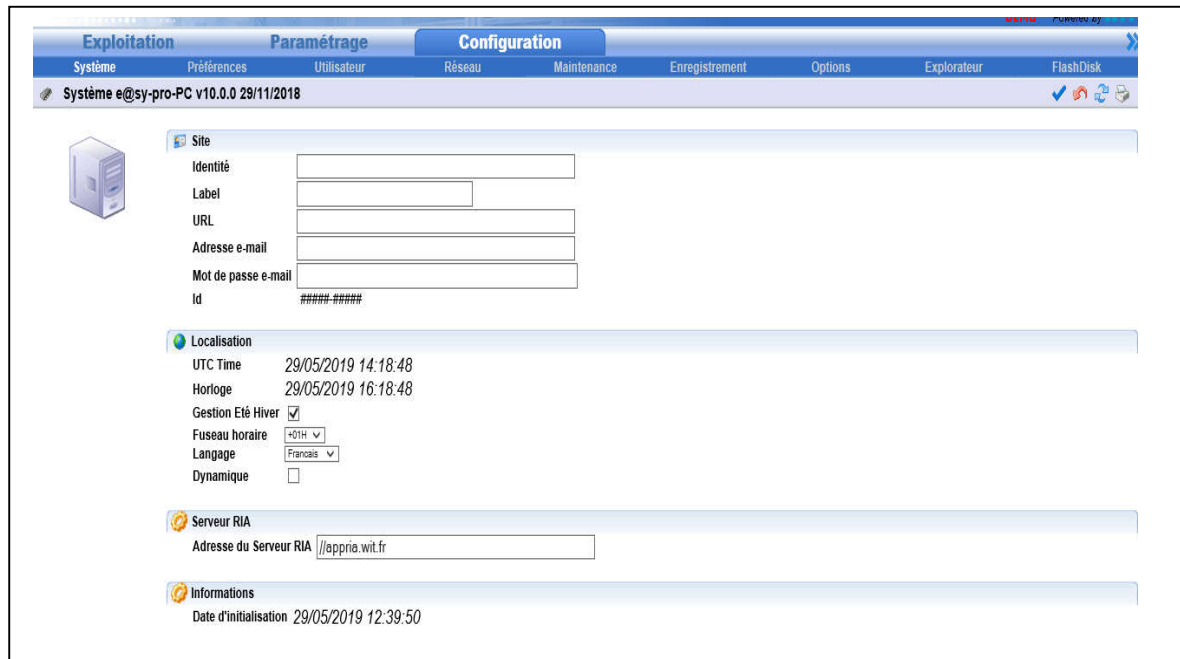 DEMO Powered by
Exploitation Paramétrage Configuration
Système Préférences Utilisateur Réseau Maintenance Enregistrement Options Explorateur FlashDisk
Système e@sy-pro-PC v10.0.0 29/11/2018
Site
Identité
Label
URL
Adresse e-mail
Mot de passe e-mail
Id #####-#####
Localisation
UTC Time 29/05/2019 14:18:48
Horloge 29/05/2019 16:18:48
Gestion Eté Hiver
Fuseau horaire +01H
Langage Francais
Dynamique
Serveur RIA
Adresse du Serveur RIA //appria.wit.fr
Informations
Date d'initialisation 29/05/2019 12:39:50